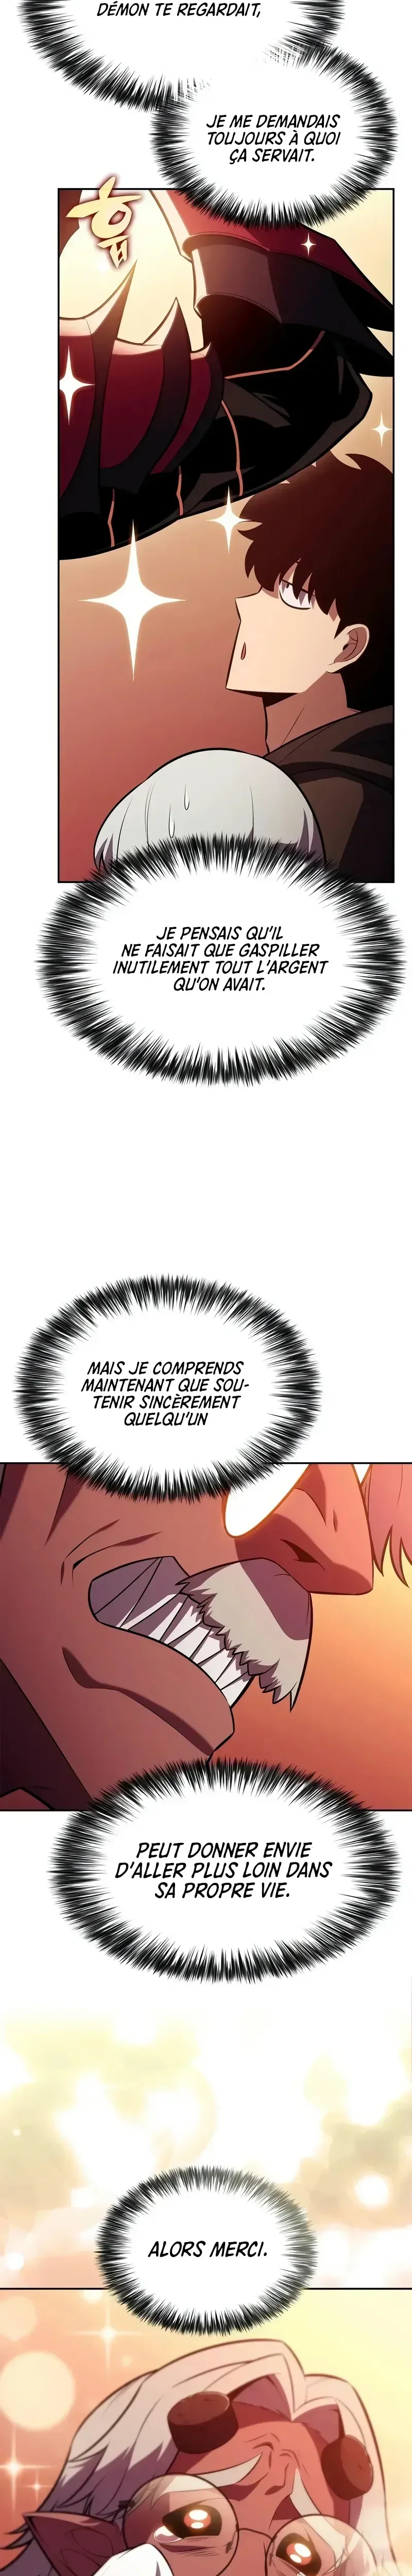 DÉMON TE REGARDAIT,
JE ME DEMANDAIS
TOUJOURS À QUOI
ÇA SERVAIT.
JE PENSAIS QU'IL
NE FAISAIT QUE GASPILLER
INUTILEMENT TOUT L'ARGENT
QU'ON AVAIT.
MAIS JE COMPRENDS
MAINTENANT QUE SOU-
TENIR SINCÈREMENT
QUELQU'UN
PEUT DONNER ENVIE
D'ALLER PLUS LOIN DANS
SA PROPRE VIE.
ALORS MERCI.